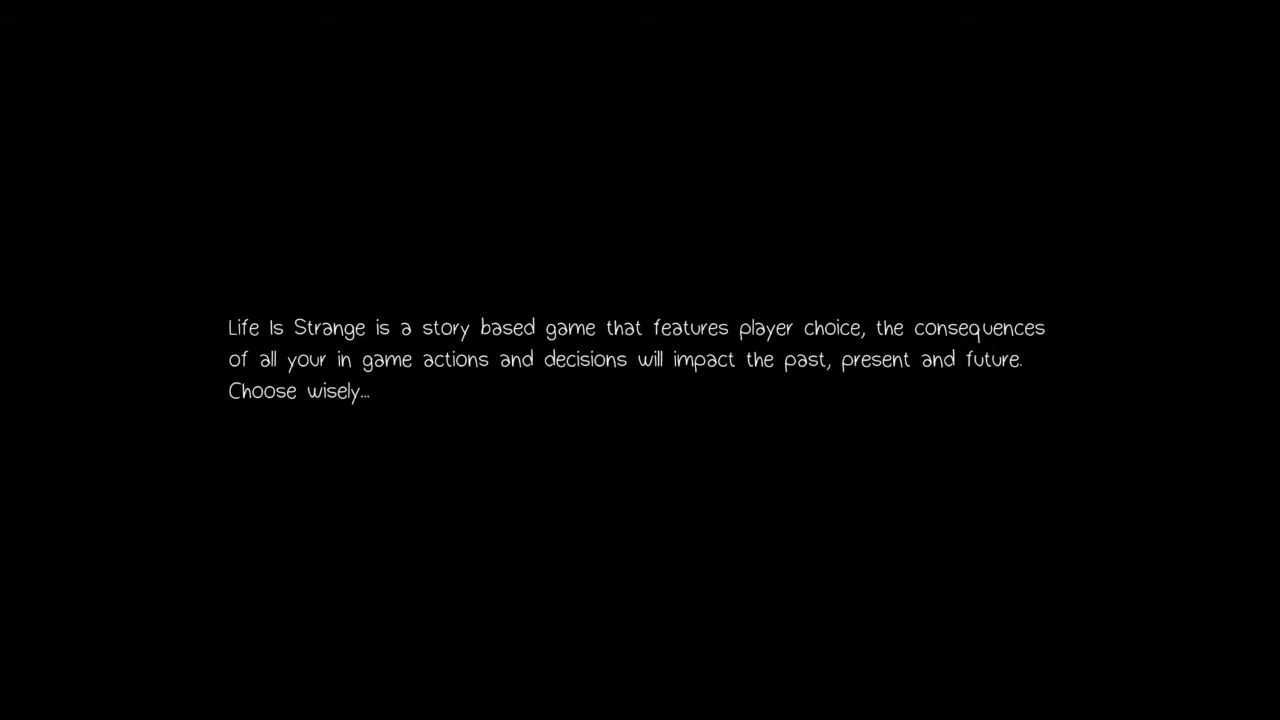 Life Is Strange is a story based game that features player choice, the consequences
of all your in game actions and decisions will impact the past, present and future.
Choose wisely...